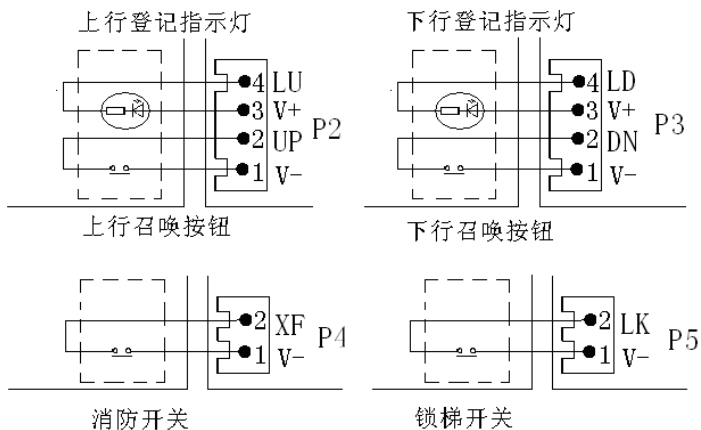 上行登记指示灯
4 LU
3 V+
2 UP
1 V-
P2
上行召唤按钮
下行登记指示灯
4 LD
3 V+
2 DN
1 V-
P3
下行召唤按钮
2 XF
1 V-
P4
消防开关
2 LK
1 V-
P5
锁梯开关